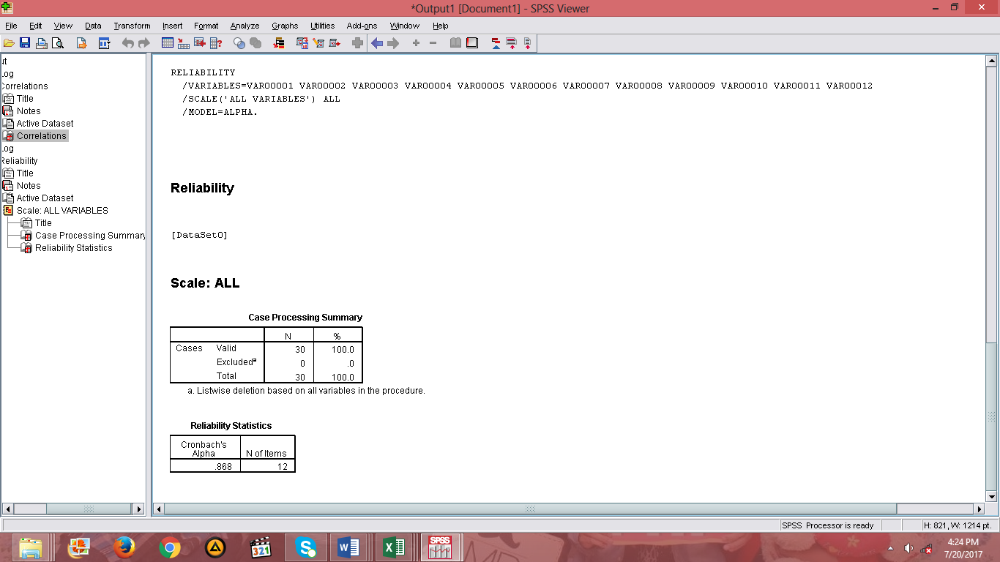 *Output1 [Document1] - SPSS Viewer
File Edit View Data Transform Insert Format Analyze Graphs Utilities Add-ons Window Help
ut
Log
Correlations
Title
Notes
Active Dataset
Correlations
Log
Reliability
Title
Notes
Active Dataset
Scale: ALL VARIABLES
Title
Case Processing Summary
Reliability Statistics
RELIABILITY
/VARIABLES=VAR00001 VAR00002 VAR00003 VAR00004 VAR00005 VAR00006 VAR00007 VAR00008 VAR00009 VAR00010 VAR00011 VAR00012
/SCALE('ALL VARIABLES') ALL
/MODEL=ALPHA.
Reliability
[DataSet0]
Scale: ALL
Case Processing Summary
N %
Cases Valid 30 100.0
Excludedª 0 .0
Total 30 100.0
a. Listwise deletion based on all variables in the procedure.
Reliability Statistics
Cronbach's
Alpha N of Items
.868 12
SPSS Processor is ready H: 821, W: 1214 pt.
321
SPSS
4:24 PM
7/20/2017